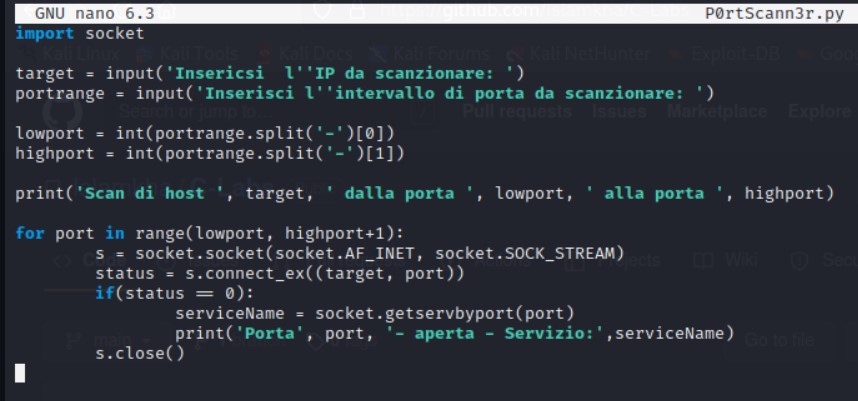 GNU nano 6.3 P0rtScann3r.py
import socket
target = input('Insericsi l''IP da scanzionare: ')
portrange = input('Inserisci l''intervallo di porta da scanzionare: ')
lowport = int(portrange.split('-')[0])
highport = int(portrange.split('-')[1])
print('Scan di host ', target, ' dalla porta ', lowport, ' alla porta ', highport)
for port in range(lowport, highport+1):
s = socket.socket(socket.AF_INET, socket.SOCK_STREAM)
status = s.connect_ex((target, port))
if(status == 0):
serviceName = socket.getservbyport(port)
print('Porta', port, '- aperta - Servizio:',serviceName)
s.close()